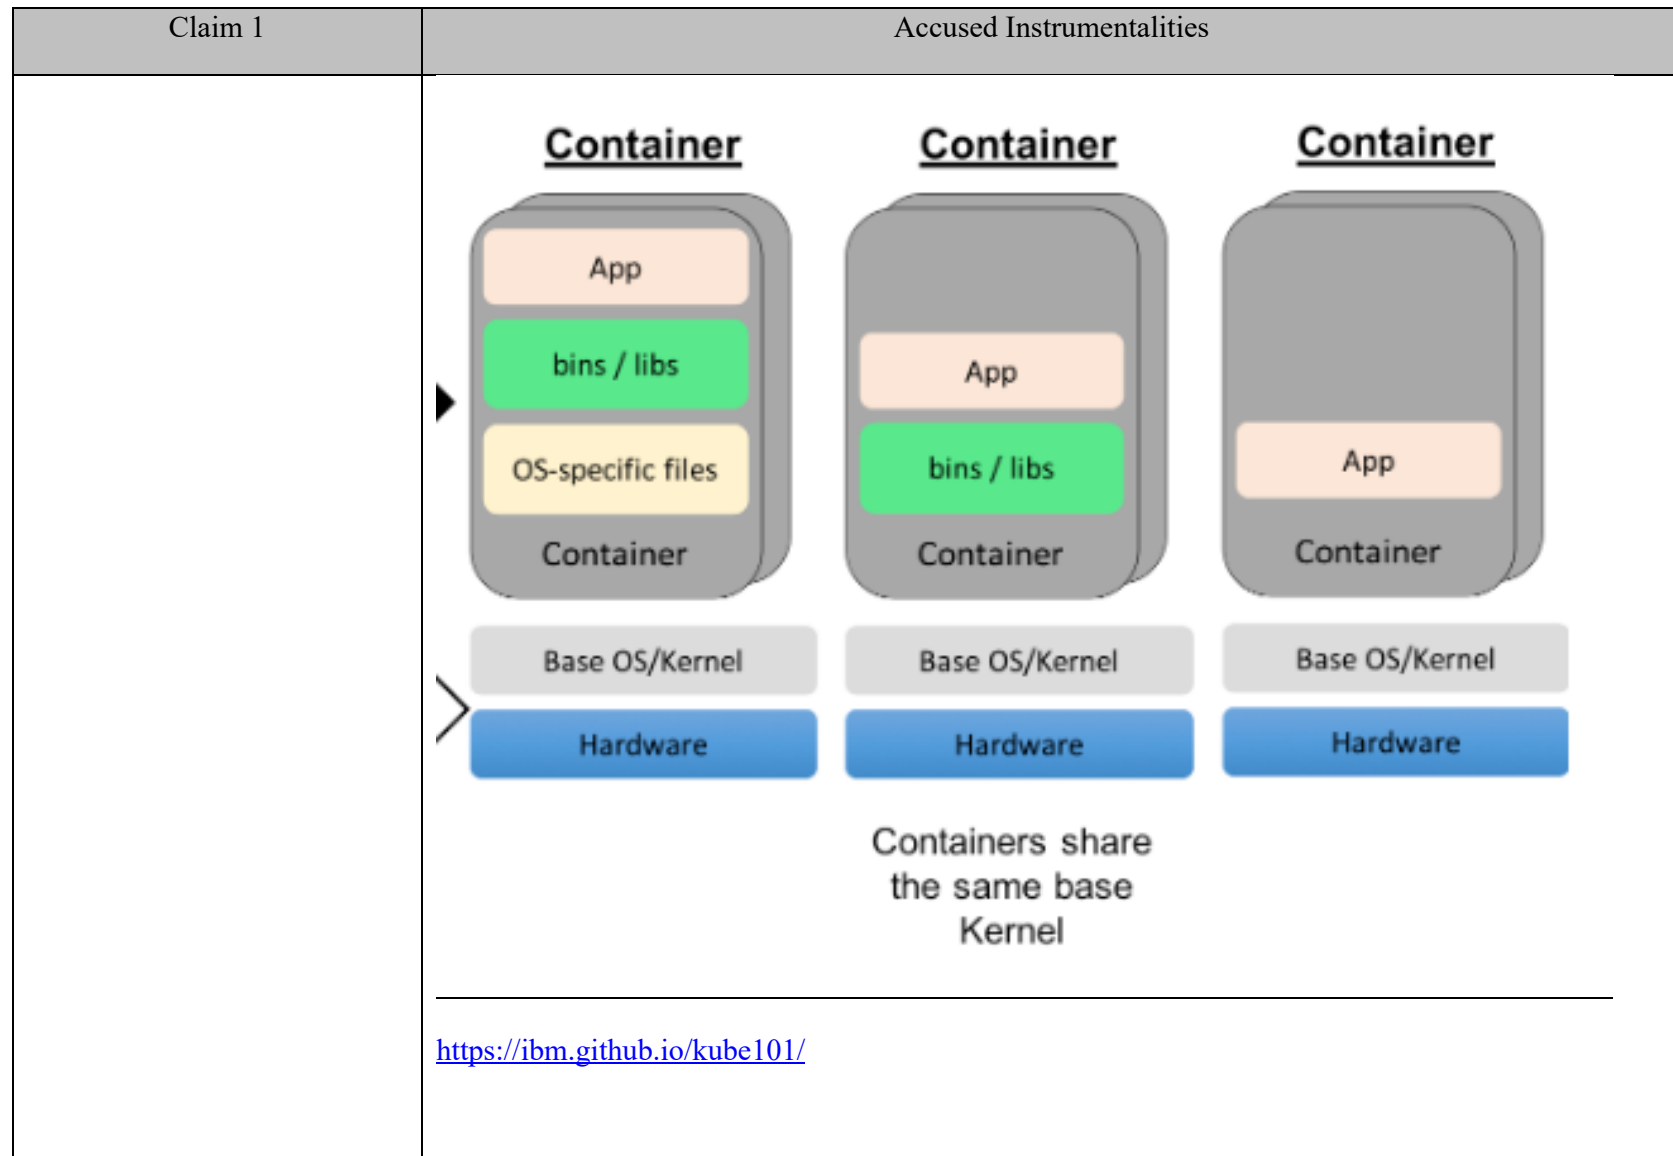 Claim 1
Accused Instrumentalities
Container
App
bins / libs
OS-specific files
Container
Base OS/Kernel
Hardware
Container
App
bins / libs
Container
Base OS/Kernel
Hardware
Container
App
Container
Base OS/Kernel
Hardware
Containers share
the same base
Kernel
https://ibm.github.io/kube101/